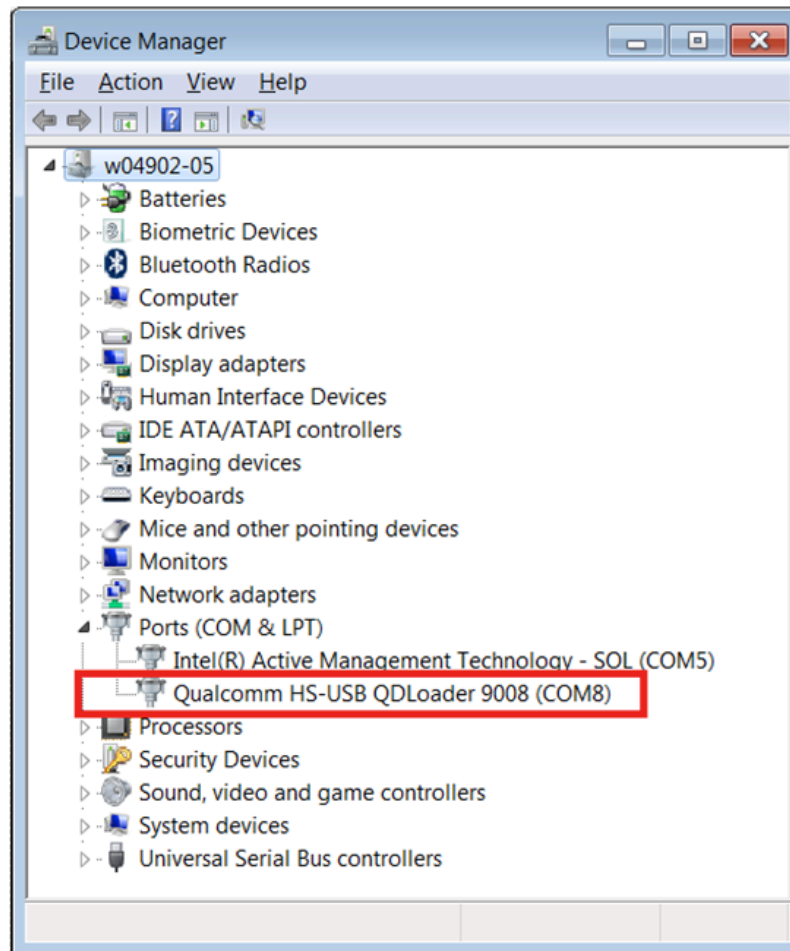 Device Manager
File Action View Help
w04902-05
Batteries
Biometric Devices
Bluetooth Radios
Computer
Disk drives
Display adapters
Human Interface Devices
IDE ATA/ATAPI controllers
Imaging devices
Keyboards
Mice and other pointing devices
Monitors
Network adapters
Ports (COM & LPT)
Intel(R) Active Management Technology - SOL (COM5)
Qualcomm HS-USB QDLoader 9008 (COM8)
Processors
Security Devices
Sound, video and game controllers
System devices
Universal Serial Bus controllers